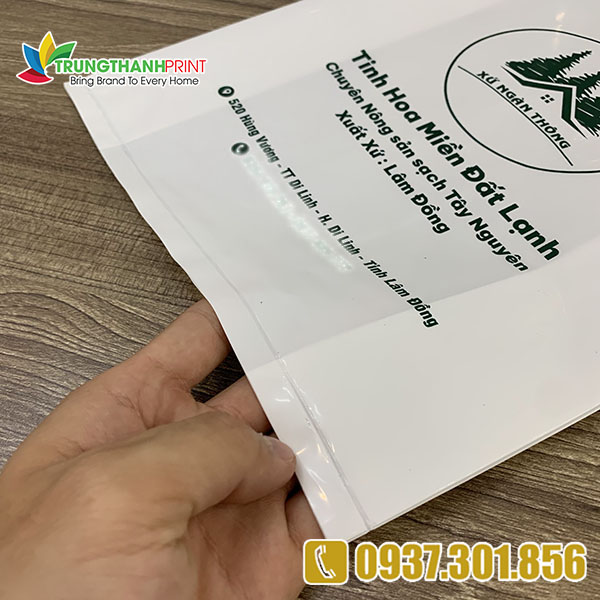 TRUNGTHANHPRINT
Bring Brand To Every Home
XỨ NGÀN THÔNG
Tinh Hoa Miền Đất Lạnh
Chuyên Nông sản sạch Tây Nguyên
Xuất Xứ : Lâm Đồng
520 Hùng Vương - TT Di Linh - H. Di Linh - Tỉnh Lâm Đồng
0937.301.856